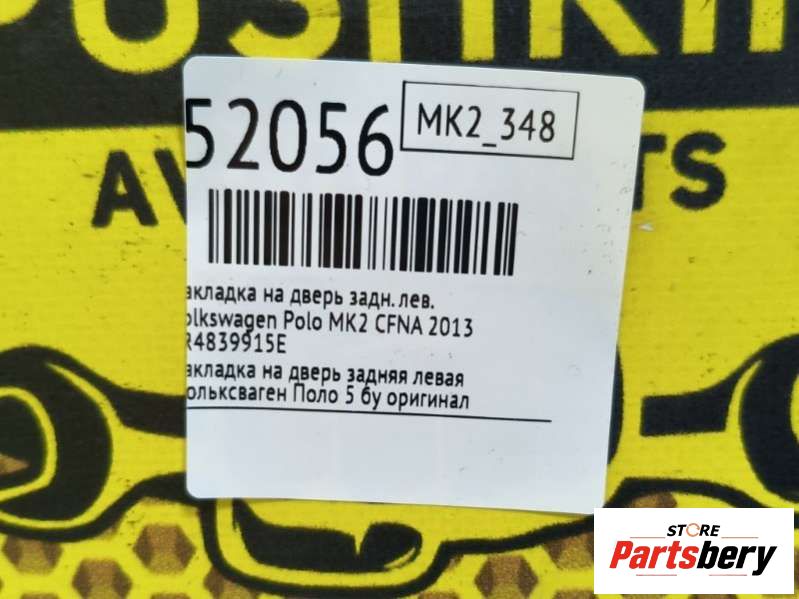 52056
MK2_348
акладка на дверь задн. лев.
olkswagen Polo MK2 CFNA 2013
R4839915E
акладка на дверь задняя левая
ольксваген Поло 5 бу оригинал
STORE
Partsbery